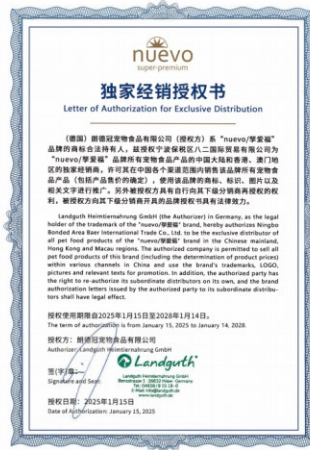 nuevo
super-premium
独家经销授权书
Letter of Authorization for Exclusive Distribution
（德国）朗德冠宠物食品有限公司（授权方）系“nuevo/孥爱福”
品牌的商标合法持有人，兹授权宁波保税区八二国际贸易有限公司为
“nuevo/孥爱福”品牌所有宠物食品产品的中国大陆和香港、澳门地
区的独家经销商，许可其在中国各个渠道范围内销售该品牌所有宠物食
品产品（包括产品售价的确定），使用该品牌的商标、标识、图片以及
相关文字进行推广。另外被授权方具有自行向其下级分销商再授权的权
利，被授权方向其下级分销商开具的品牌授权书具有法律效力。
Landguth Heimtiernahrung GmbH (the Authorizer) in Germany, as the legal
holder of the trademark of the "nuevo/孥爱福" brand, hereby authorizes Ningbo
Bonded Area Baer International Trade Co., Ltd. to be the exclusive distributor of
all pet food products of the "nuevo/孥爱福" brand in the Chinese mainland,
Hong Kong and Macau regions. The authorized company is permitted to sell all
pet food products of this brand (including the determination of product prices)
within various channels in China and use the brand's trademarks, LOGO,
pictures and relevant texts for promotion. In addition, the authorized party has
the right to re-authorize its subordinate distributors on its own, and the brand
authorization letters issued by the authorized party to its subordinate distribu-
tors shall have legal effect.
授权使用期限自2025年1月15日至2028年1月14日。
The term of authorization is from January 15, 2025 to January 14, 2028.
授权方：朗德冠宠物食品有限公司
Authorizer: Landguth Heimtiernahrung GmbH
Landguth
签(字)章：
Signature and Seal:
Landguth Heimtiernahrung GmbH
授权日期：2025年1月15日
Date of Authorization: January 15, 2025